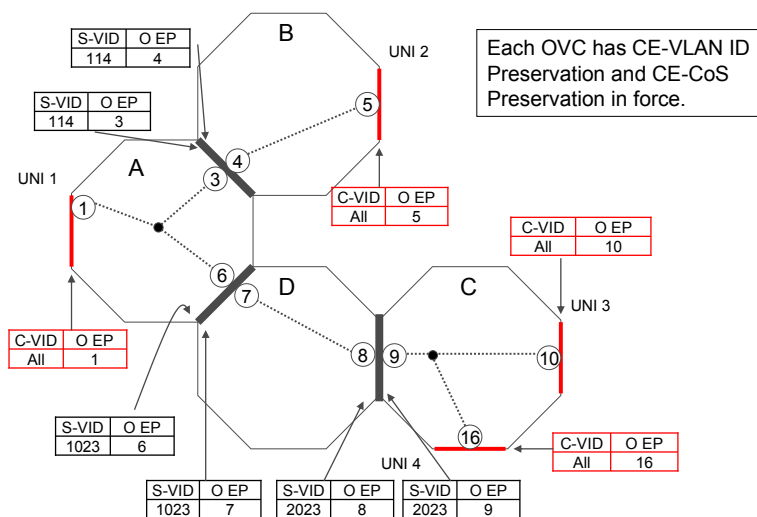 S-VID O EP
114 4
B
UNI 2
Each OVC has CE-VLAN ID
Preservation and CE-CoS
Preservation in force.
S-VID O EP
114 3
5
4
A
3
UNI 1
1
C-VID O EP
All 5
C-VID O EP
All 10
6
7
D
C
UNI 3
8
9
10
C-VID O EP
All 1
S-VID O EP
1023 6
16
C-VID O EP
All 16
UNI 4
S-VID O EP
1023 7
S-VID O EP
2023 8
S-VID O EP
2023 9